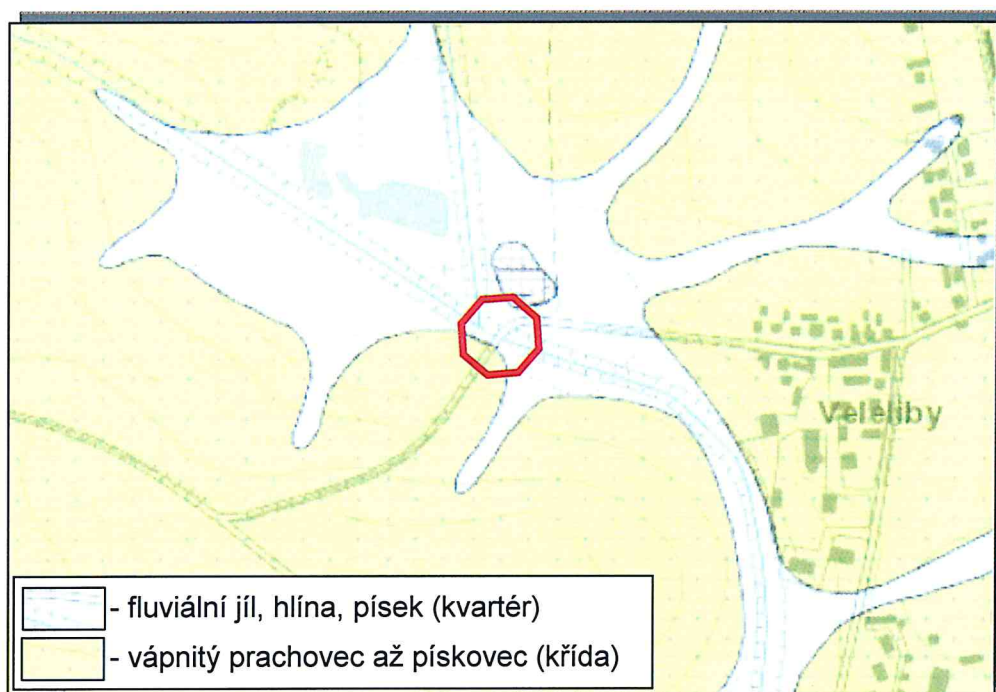 Veleliby
- fluviální jíl, hlína, písek (kvartér)
- vápnitý prachovec až pískovec (křída)